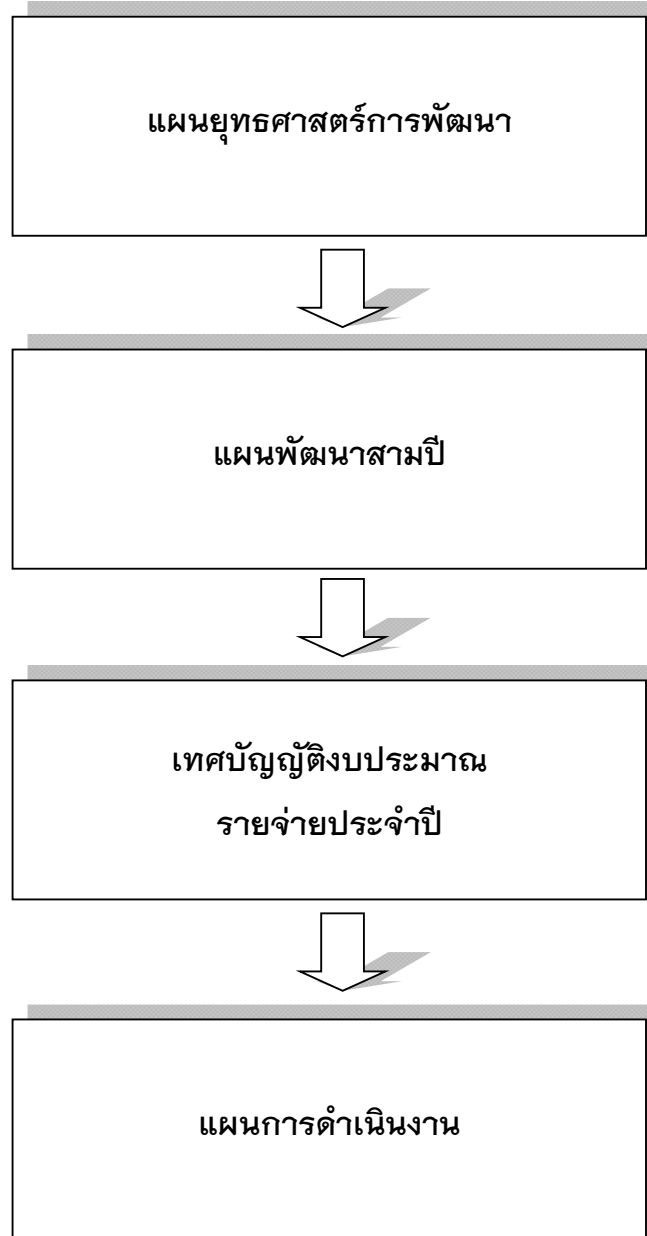 แผนยุทธศาสตร์การพัฒนา
แผนพัฒนาสามปี
เทศบัญญัติงบประมาณ
รายจ่ายประจำปี
แผนการดำเนินงาน